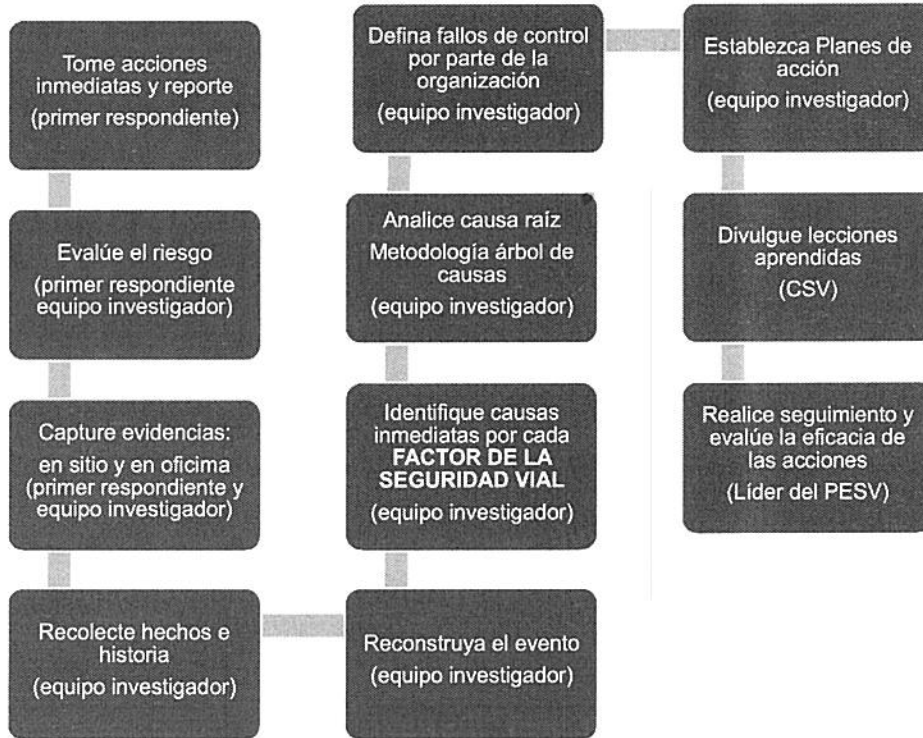 Tome acciones
inmediatas y reporte
(primer respondiente)
Evalúe el riesgo
(primer respondiente
equipo investigador)
Capture evidencias:
en sitio y en oficima
(primer respondiente y
equipo investigador)
Recolecte hechos e
historia
(equipo investigador)
Reconstruya el evento
(equipo investigador)
Identifique causas
inmediatas por cada
FACTOR DE LA
SEGURIDAD VIAL
(equipo investigador)
Analice causa raíz
Metodología árbol de
causas
(equipo investigador)
Defina fallos de control
por parte de la
organización
(equipo investigador)
Establezca Planes de
acción
(equipo investigador)
Divulgue lecciones
aprendidas
(CSV)
Realice seguimiento y
evalúe la eficacia de
las acciones
(Líder del PESV)